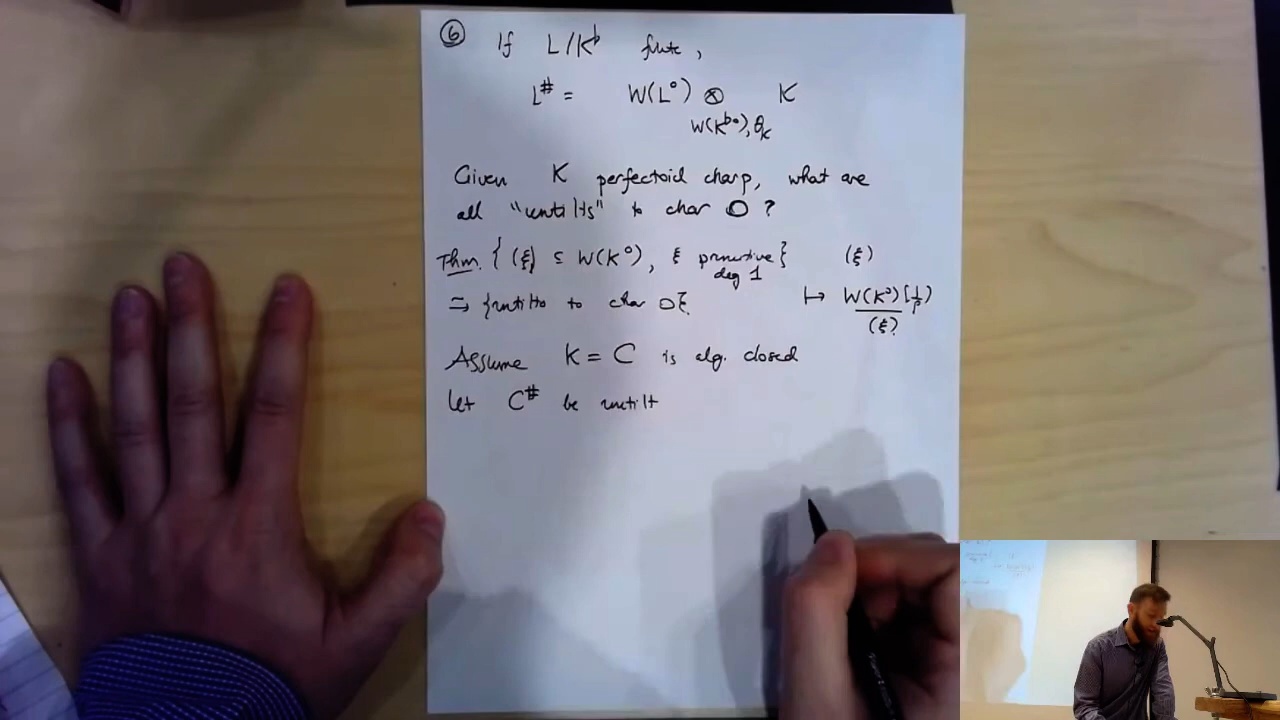 ⑥ If L/K♭ finite,
L# = W(L°) ⊗ K
W(K♭°), θ_K
Given K perfectoid char p, what are
all "untilts" to char 0?
Thm. { (ξ) ⊆ W(K°), ξ primitive } (ξ)
deg 1
⇒ {untilts to char 0}. ↦ W(K°)[1/p]
(ξ)
Assume K = C is alg. closed
Let C# be untilt